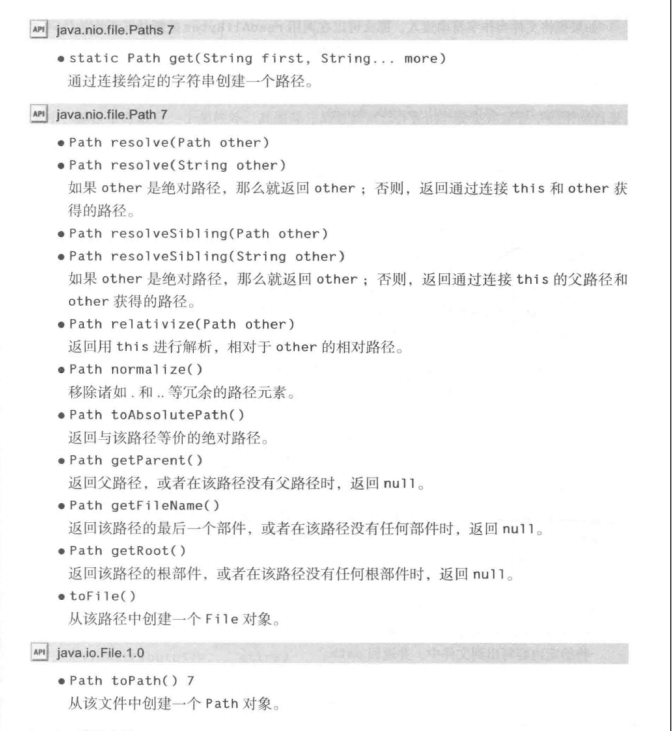 API java.nio.file.Paths 7
● static Path get(String first, String... more)
通过连接给定的字符串创建一个路径。
API java.nio.file.Path 7
● Path resolve(Path other)
● Path resolve(String other)
如果 other 是绝对路径，那么就返回 other；否则，返回通过连接 this 和 other 获
得的路径。
● Path resolveSibling(Path other)
● Path resolveSibling(String other)
如果 other 是绝对路径，那么就返回 other；否则，返回通过连接 this 的父路径和
other 获得的路径。
● Path relativize(Path other)
返回用 this 进行解析，相对于 other 的相对路径。
● Path normalize()
移除诸如 . 和 .. 等冗余的路径元素。
● Path toAbsolutePath()
返回与该路径等价的绝对路径。
● Path getParent()
返回父路径，或者在该路径没有父路径时，返回 null。
● Path getFileName()
返回该路径的最后一个部件，或者在该路径没有任何部件时，返回 null。
● Path getRoot()
返回该路径的根部件，或者在该路径没有任何根部件时，返回 null。
● toFile()
从该路径中创建一个 File 对象。
API java.io.File.1.0
● Path toPath() 7
从该文件中创建一个 Path 对象。